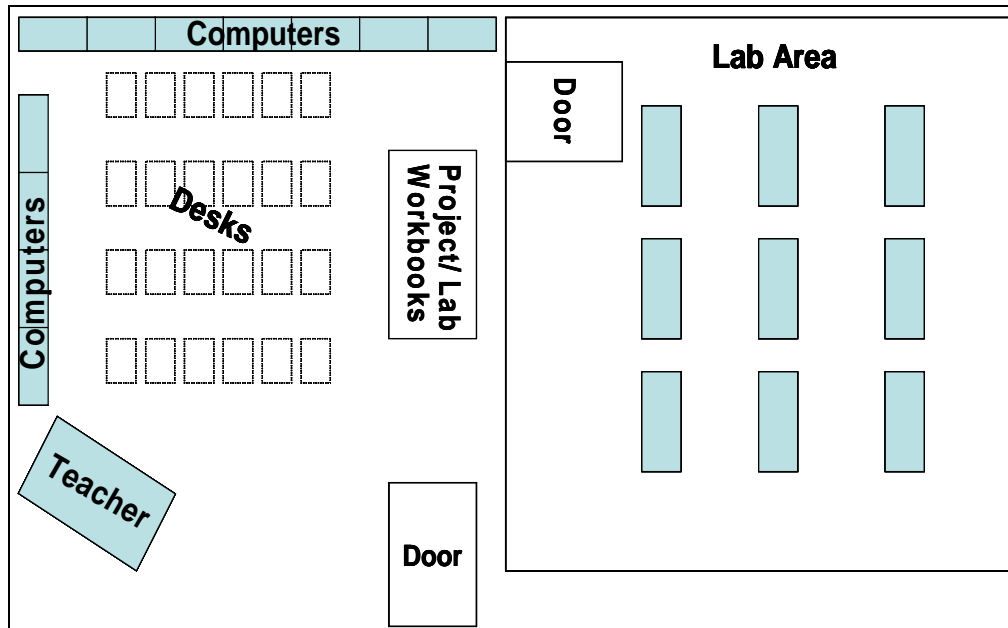 Computers
Lab Area
Door
Project/ Lab
Workbooks
Desks
Computers
Teacher
Door